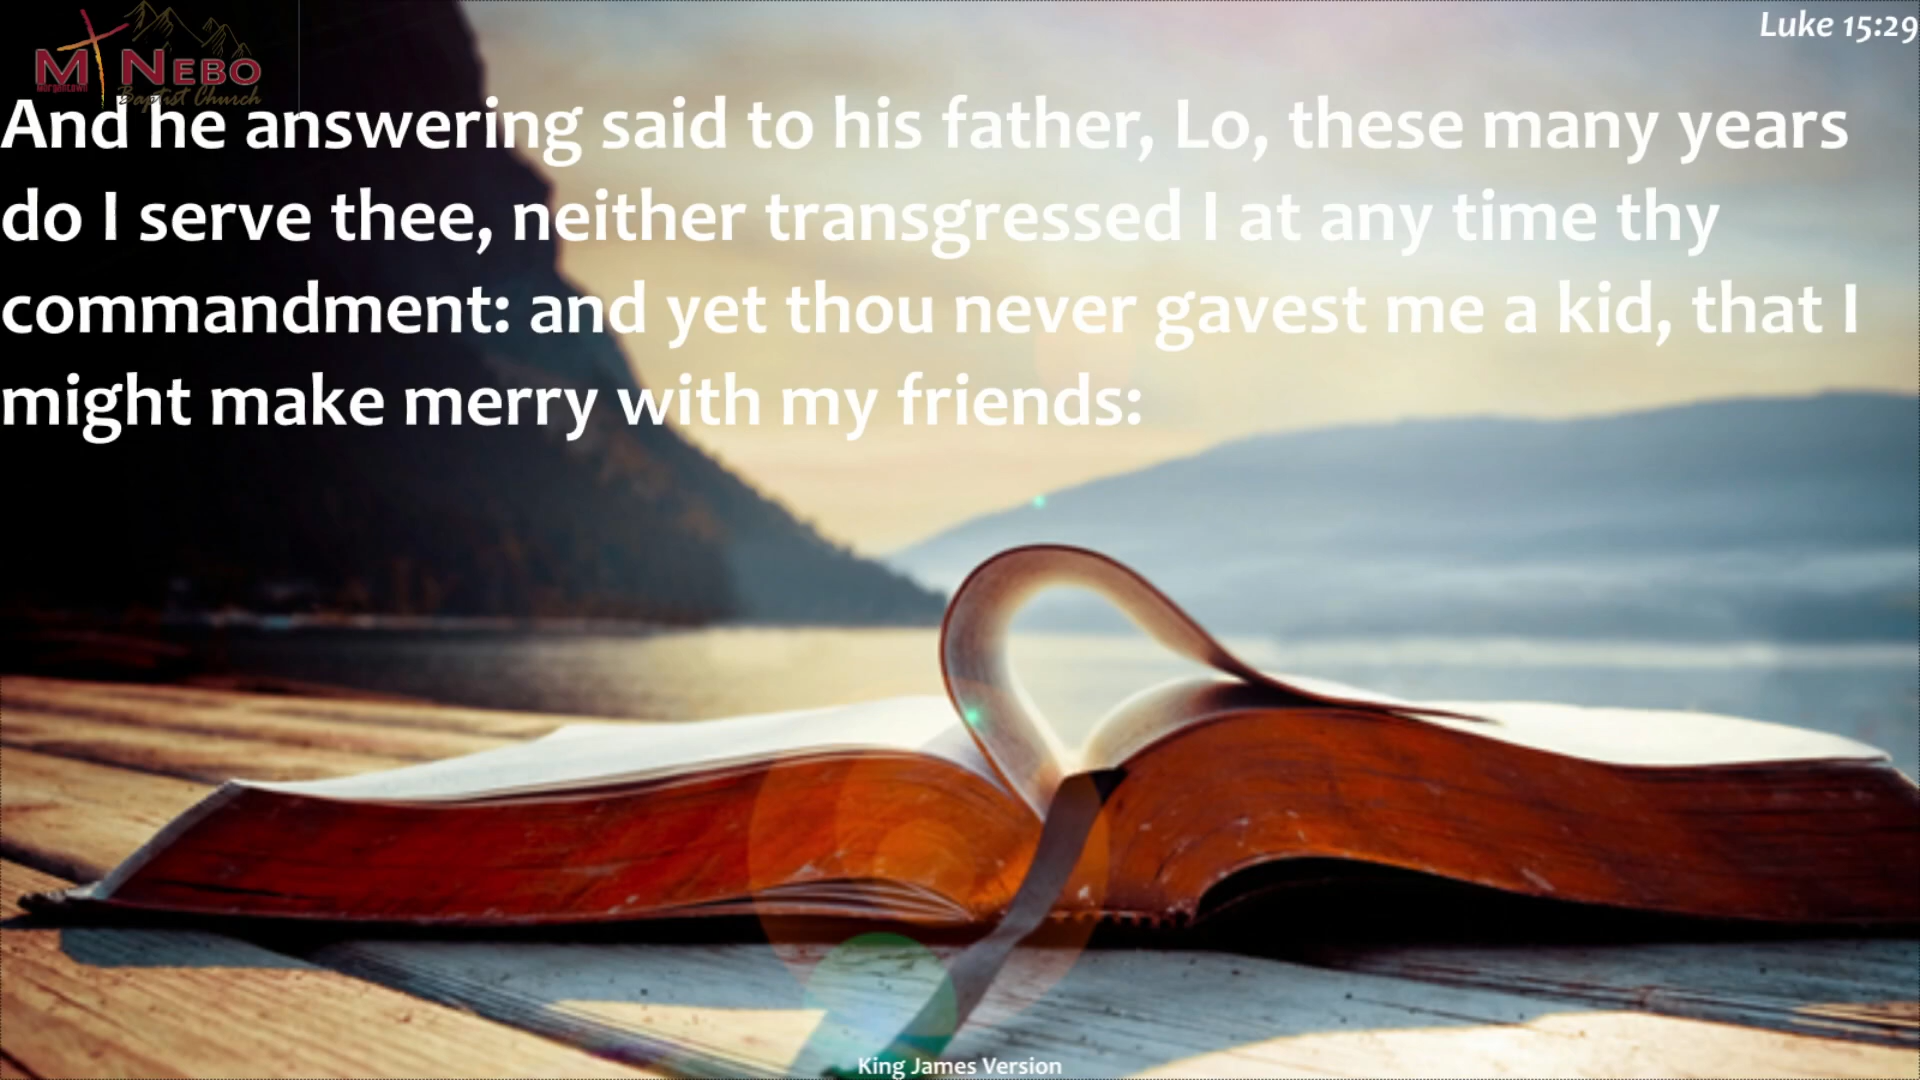 Luke 15:29
MT NEBO
Morgantown
Baptist Church
And he answering said to his father, Lo, these many years
do I serve thee, neither transgressed I at any time thy
commandment: and yet thou never gavest me a kid, that I
might make merry with my friends:
King James Version